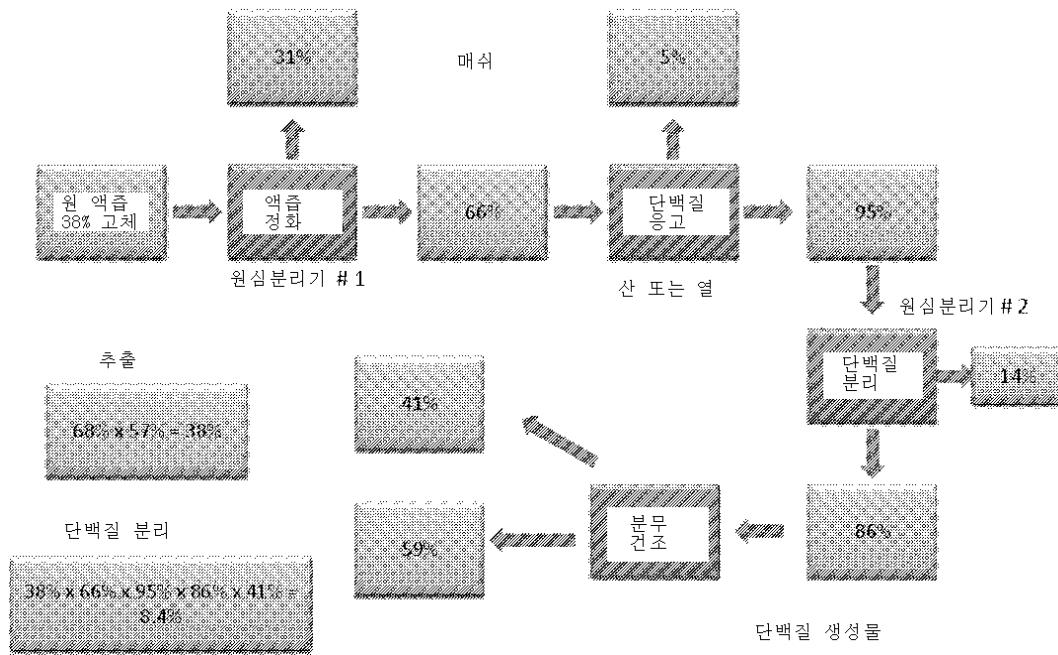 31%
매쉬
5%
원 액즙
38% 고체
액즙
정화
66%
단백질
응고
95%
원심분리기 #1
산 또는 열
원심분리기 #2
추출
단백질
분리
14%
41%
68% x 57% = 38%
단백질 분리
59%
분무
건조
86%
38% x 66% x 95% x 86% x 41% =
8.4%
단백질 생성물